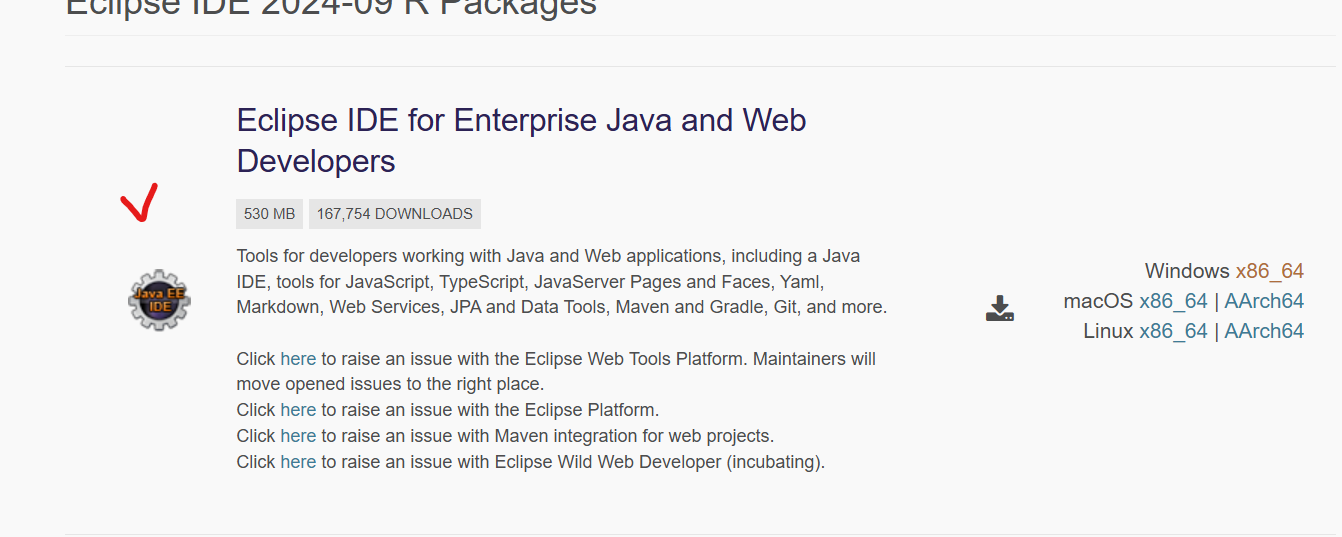 Eclipse IDE 2024-09 R Packages
Eclipse IDE for Enterprise Java and Web
Developers
530 MB 167,754 DOWNLOADS
Tools for developers working with Java and Web applications, including a Java
IDE, tools for JavaScript, TypeScript, JavaServer Pages and Faces, Yaml,
Markdown, Web Services, JPA and Data Tools, Maven and Gradle, Git, and more.
Click here to raise an issue with the Eclipse Web Tools Platform. Maintainers will
move opened issues to the right place.
Click here to raise an issue with the Eclipse Platform.
Click here to raise an issue with Maven integration for web projects.
Click here to raise an issue with Eclipse Wild Web Developer (incubating).
Java EE
IDE
Windows x86_64
macOS x86_64 | AArch64
Linux x86_64 | AArch64